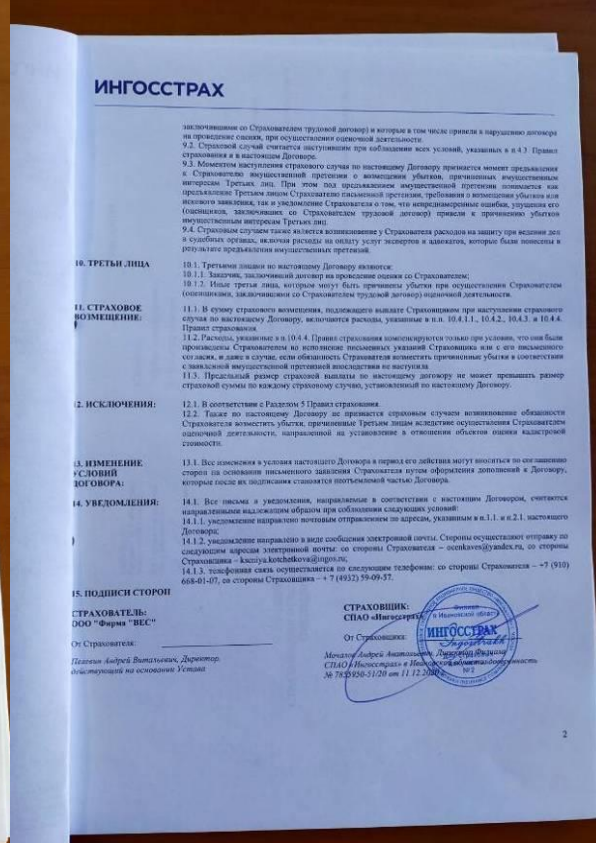 ИНГОССТРАХ
заключившими со Страхователем трудовой договор) и которые в том числе привели к нарушению договора
на проведение оценки, при осуществлении оценочной деятельности.
9.2. Страховой случай считается наступившим при соблюдении всех условий, указанных в п.4.3 Правил
страхования и в настоящем Договоре.
9.3. Моментом наступления страхового случая по настоящему Договору признается момент предъявления
к Страхователю имущественной претензии о возмещении убытков, причиненных имущественным
интересам Третьих лиц. При этом под предъявлением имущественной претензии понимается как
предъявление Третьим лицом Страхователю письменной претензии, требования о возмещении убытков или
искового заявления, так и уведомление Страхователя о том, что непреднамеренные ошибки, упущения его
(оценщиков, заключивших со Страхователем трудовой договор) привели к причинению убытков
имущественным интересам Третьих лиц.
9.4. Страховым случаем также является возникновение у Страхователя расходов на защиту при ведении дел
в судебных органах, включая расходы на оплату услуг экспертов и адвокатов, которые были понесены в
результате предъявления имущественных претензий.
10. ТРЕТЬИ ЛИЦА
10.1. Третьими лицами по настоящему Договору являются:
10.1.1. Заказчик, заключивший договор на проведение оценки со Страхователем;
10.1.2. Иные третьи лица, которым могут быть причинены убытки при осуществлении Страхователем
(оценщиками, заключившими со Страхователем трудовой договор) оценочной деятельности.
11. СТРАХОВОЕ
ВОЗМЕЩЕНИЕ:
11.1. В сумму страхового возмещения, подлежащего выплате Страховщиком при наступлении страхового
случая по настоящему Договору, включаются расходы, указанные в п.п. 10.4.1.1., 10.4.2., 10.4.3. и 10.4.4.
Правил страхования.
11.2. Расходы, указанные в п.10.4.4. Правил страхования компенсируются только при условии, что они были
произведены Страхователем во исполнение письменных указаний Страховщика или с его письменного
согласия, и даже в случае, если обязанность Страхователя возместить причиненные убытки в соответствии
с заявленной имущественной претензией впоследствии не наступила.
11.3. Предельный размер страховой выплаты по настоящему договору не может превышать размер
страховой суммы по каждому страховому случаю, установленный по настоящему Договору.
12. ИСКЛЮЧЕНИЯ:
12.1. В соответствии с Разделом 5 Правил страхования.
12.2. Также по настоящему Договору не признается страховым случаем возникновение обязанности
Страхователя возместить убытки, причиненные Третьим лицам вследствие осуществления Страхователем
оценочной деятельности, направленной на установление в отношении объектов оценки кадастровой
стоимости.
13. ИЗМЕНЕНИЕ
УСЛОВИЙ
ДОГОВОРА:
13.1. Все изменения в условия настоящего Договора в период его действия могут вноситься по соглашению
сторон на основании письменного заявления Страхователя путем оформления дополнений к Договору,
которые после их подписания становятся неотъемлемой частью Договора.
14. УВЕДОМЛЕНИЯ:
14.1. Все письма и уведомления, направляемые в соответствии с настоящим Договором, считаются
направленными надлежащим образом при соблюдении следующих условий:
14.1.1. уведомление направлено почтовым отправлением по адресам, указанным в п.1.1. и п.2.1. настоящего
Договора;
14.1.2. уведомление направлено в виде сообщения электронной почты. Стороны осуществляют отправку по
следующим адресам электронной почты: со стороны Страхователя – ocenkaves@yandex.ru, со стороны
Страховщика – kseniya.kotchetkova@ingos.ru;
14.1.3. телефонная связь осуществляется по следующим телефонам: со стороны Страхователя – +7 (910)
668-01-07, со стороны Страховщика – + 7 (4932) 59-09-57.
15. ПОДПИСИ СТОРОН
СТРАХОВАТЕЛЬ:
ООО "Фирма "ВЕС"
От Страхователя:
Пеговин Андрей Витальевич, Директор,
действующий на основании Устава
СТРАХОВЩИК:
СПАО «Ингосстрах»
От Страховщика:
Мочалов Андрей Анатольевич, Директор Филиала
СПАО «Ингосстрах» в Ивановской области доверенность
№ 7855950-51/20 от 11.12.2020 г.
Филиал
в Ивановской области
ИНГОССТРАХ
Ingosstrakh
№2
2